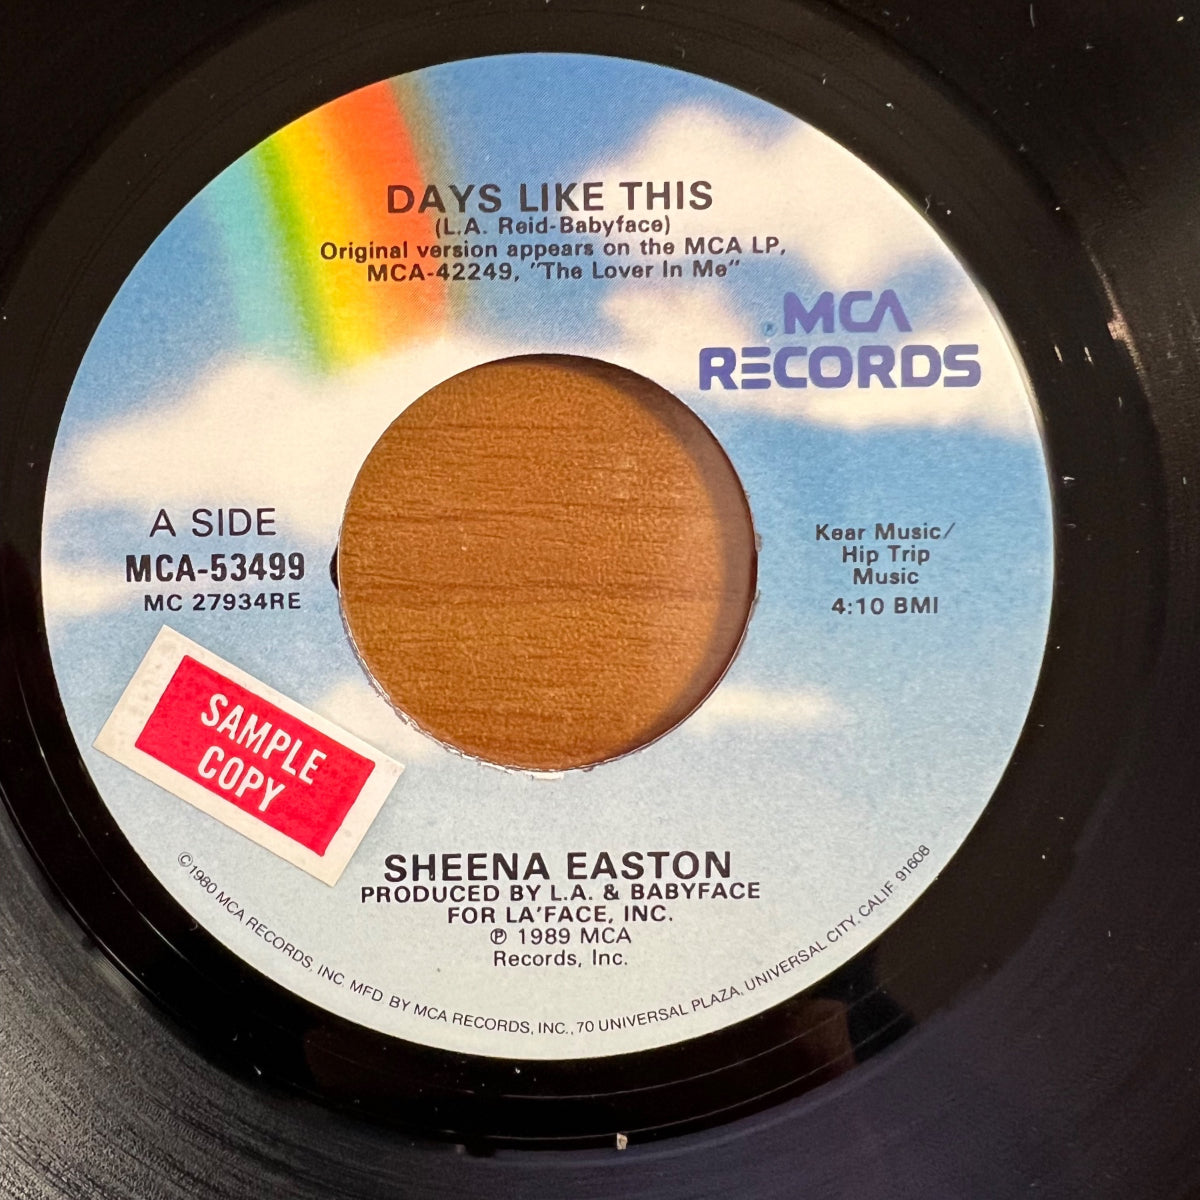 DAYS LIKE THIS
(L.A. Reid-Babyface)
Original version appears on the MCA LP,
MCA-42249, "The Lover In Me"
MCA
RECORDS
A SIDE
MCA-53499
MC 27934RE
Kear Music/
Hip Trip
Music
4:10 BMI
SAMPLE
COPY
SHEENA EASTON
PRODUCED BY L.A. & BABYFACE
FOR LA'FACE, INC.
℗ 1989 MCA
Records, Inc.
©1980 MCA RECORDS, INC. MFD. BY MCA RECORDS, INC., 70 UNIVERSAL PLAZA, UNIVERSAL CITY, CALIF. 91608